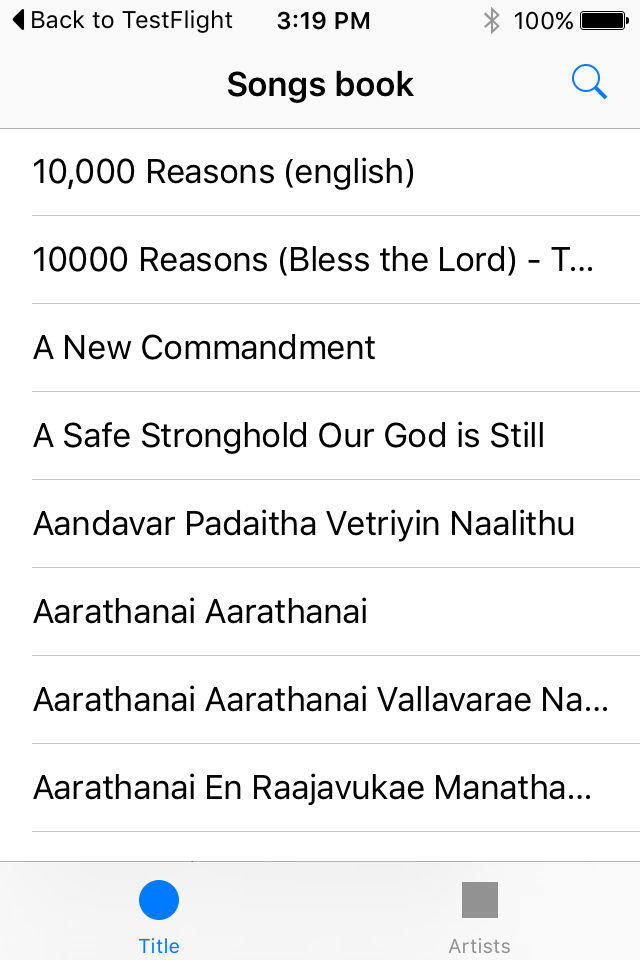 Back to TestFlight 3:19 PM 100%
Songs book
10,000 Reasons (english)
10000 Reasons (Bless the Lord) - T...
A New Commandment
A Safe Stronghold Our God is Still
Aandavar Padaitha Vetriyin Naalithu
Aarathanai Aarathanai
Aarathanai Aarathanai Vallavarae Na...
Aarathanai En Raajavukae Manatha...
Title Artists